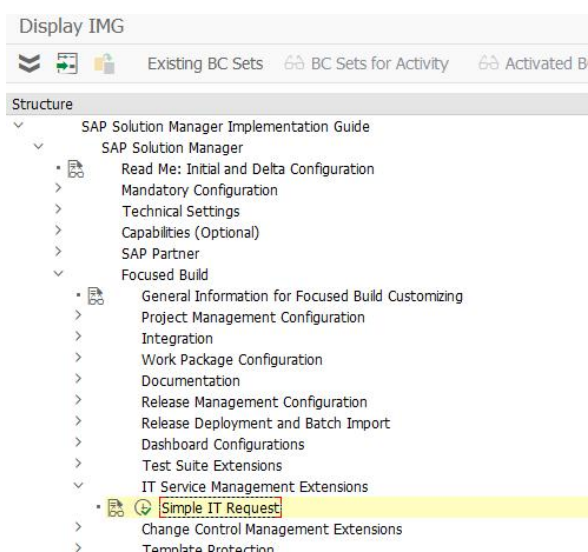 Display IMG
Existing BC Sets BC Sets for Activity Activated B
Structure
SAP Solution Manager Implementation Guide
SAP Solution Manager
Read Me: Initial and Delta Configuration
Mandatory Configuration
Technical Settings
Capabilities (Optional)
SAP Partner
Focused Build
General Information for Focused Build Customizing
Project Management Configuration
Integration
Work Package Configuration
Documentation
Release Management Configuration
Release Deployment and Batch Import
Dashboard Configurations
Test Suite Extensions
IT Service Management Extensions
Simple IT Request
Change Control Management Extensions
Template Protection